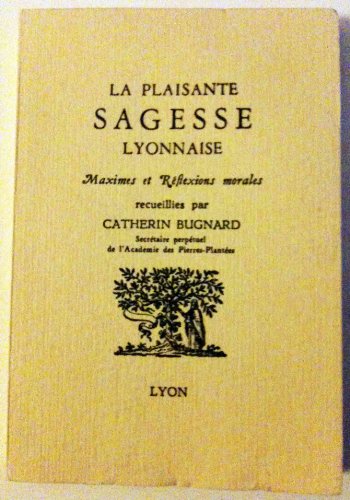 LA PLAISANTE
SAGESSE
LYONNAISE
Maximes et Réflexions morales
recueillies par
CATHERIN BUGNARD
Secrétaire perpétuel
de l'Academie des Pierres-Plantées
LYON